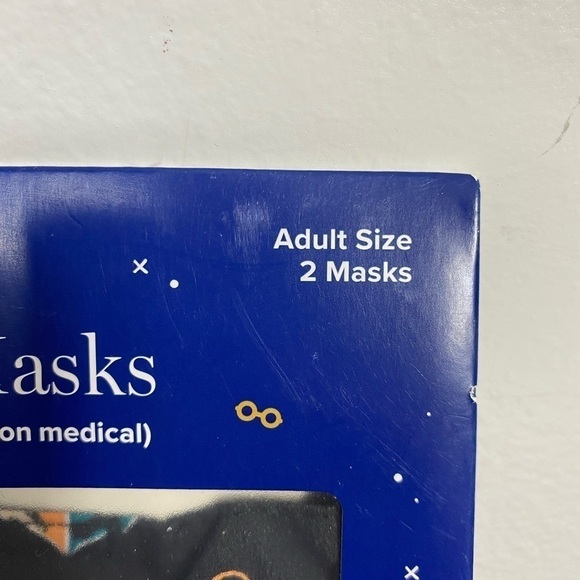 Adult Size
2 Masks
asks
on medical)